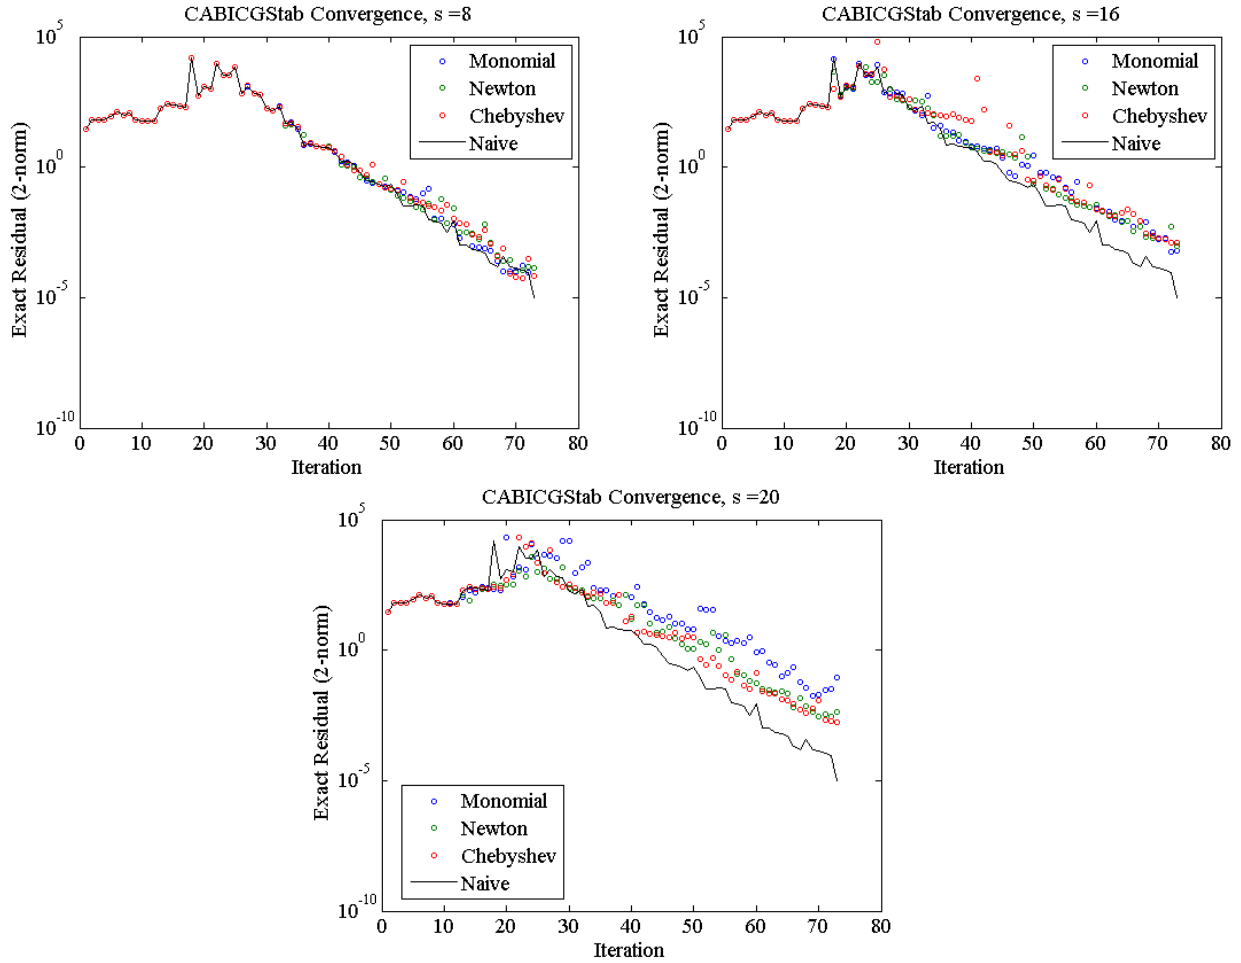 CABICGStab Convergence, s =8
10^5
10^0
10^-5
10^-10
Exact Residual (2-norm)
Monomial
Newton
Chebyshev
Naive
0 10 20 30 40 50 60 70 80
Iteration
CABICGStab Convergence, s =16
10^5
10^0
10^-5
10^-10
Exact Residual (2-norm)
Monomial
Newton
Chebyshev
Naive
0 10 20 30 40 50 60 70 80
Iteration
CABICGStab Convergence, s =20
10^5
10^0
10^-5
10^-10
Exact Residual (2-norm)
Monomial
Newton
Chebyshev
Naive
0 10 20 30 40 50 60 70 80
Iteration